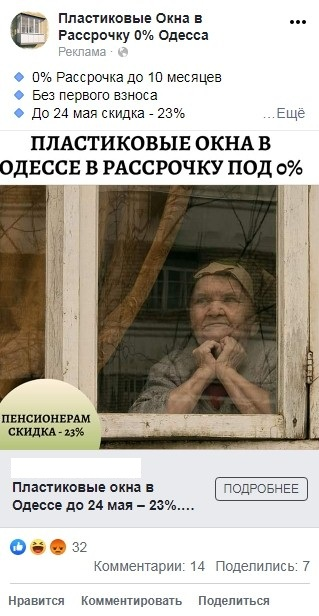 Пластиковые Окна в
Рассрочку 0% Одесса
Реклама ·
0% Рассрочка до 10 месяцев
Без первого взноса
До 24 мая скидка - 23%
...Ещё
ПЛАСТИКОВЫЕ ОКНА В
ОДЕССЕ В РАССРОЧКУ ПОД 0%
ПЕНСИОНЕРАМ
СКИДКА - 23%
Пластиковые окна в
Одессе до 24 мая – 23%....
ПОДРОБНЕЕ
32
Комментарии: 14 Поделились: 7
Нравится Комментировать Поделиться